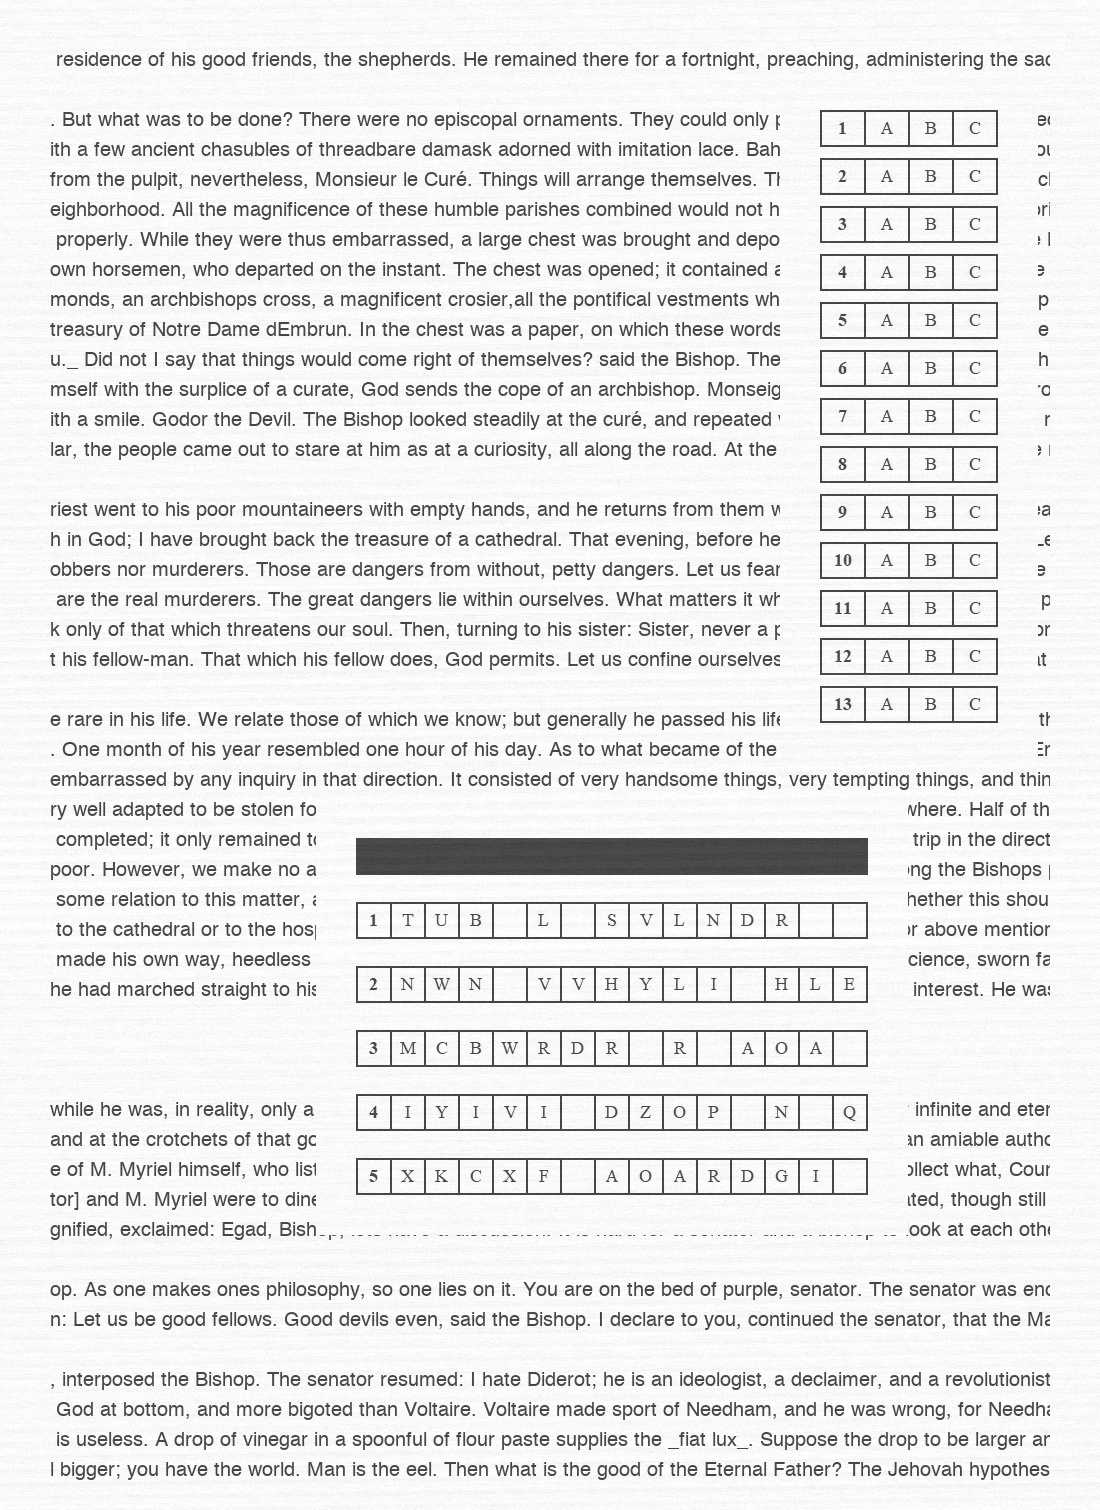 residence of his good friends, the shepherds. He remained there for a fortnight, preaching, administering the sac
. But what was to be done? There were no episcopal ornaments. They could only
ith a few ancient chasubles of threadbare damask adorned with imitation lace. Bah
from the pulpit, nevertheless, Monsieur le Curé. Things will arrange themselves.
eighborhood. All the magnificence of these humble parishes combined would not
properly. While they were thus embarrassed, a large chest was brought and depo
own horsemen, who departed on the instant. The chest was opened; it contained
monds, an archbishops cross, a magnificent crosier,all the pontifical vestments wh
treasury of Notre Dame dEmbrun. In the chest was a paper, on which these words
u._ Did not I say that things would come right of themselves? said the Bishop. The
mself with the surplice of a curate, God sends the cope of an archbishop. Monseig
ith a smile. Godor the Devil. The Bishop looked steadily at the curé, and repeated
lar, the people came out to stare at him as at a curiosity, all along the road. At the
riest went to his poor mountaineers with empty hands, and he returns from them
h in God; I have brought back the treasure of a cathedral. That evening, before he
obbers nor murderers. Those are dangers from without, petty dangers. Let us fear
are the real murderers. The great dangers lie within ourselves. What matters it wh
k only of that which threatens our soul. Then, turning to his sister: Sister, never a
t his fellow-man. That which his fellow does, God permits. Let us confine ourselves
e rare in his life. We relate those of which we know; but generally he passed his life
. One month of his year resembled one hour of his day. As to what became of the
1 A B C
2 A B C
3 A B C
4 A B C
5 A B C
6 A B C
7 A B C
8 A B C
9 A B C
10 A B C
11 A B C
12 A B C
13 A B C
embarrassed by any inquiry in that direction. It consisted of very handsome things, very tempting things, and thin
ry well adapted to be stolen fo where. Half of th
completed; it only remained to trip in the direct
poor. However, we make no a ong the Bishops
some relation to this matter, hether this shou
to the cathedral or to the hosp or above mention
made his own way, heedless cience, sworn fa
he had marched straight to his interest. He was
1 T U B L S V L N D R
2 N W N V V H Y L I H L E
3 M C B W R D R R A O A
4 I Y I V I D Z O P N Q
5 X K C X F A O A R D G I
while he was, in reality, only a infinite and eter
and at the crotchets of that go an amiable autho
e of M. Myriel himself, who list ollect what, Coun
tor] and M. Myriel were to dine ated, though still
gnified, exclaimed: Egad, Bishop, lets have a discussion. It is hard for a senator and a bishop to look at each othe
op. As one makes ones philosophy, so one lies on it. You are on the bed of purple, senator. The senator was enc
n: Let us be good fellows. Good devils even, said the Bishop. I declare to you, continued the senator, that the Ma
, interposed the Bishop. The senator resumed: I hate Diderot; he is an ideologist, a declaimer, and a revolutionist
God at bottom, and more bigoted than Voltaire. Voltaire made sport of Needham, and he was wrong, for Needha
is useless. A drop of vinegar in a spoonful of flour paste supplies the _fiat lux_. Suppose the drop to be larger an
l bigger; you have the world. Man is the eel. Then what is the good of the Eternal Father? The Jehovah hypothes